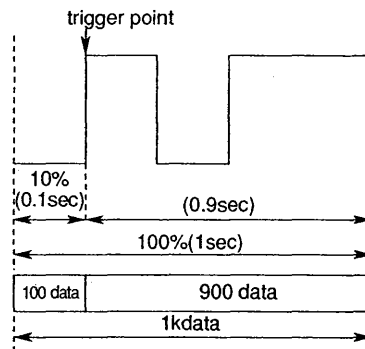 trigger point
10%
(0.1sec)
(0.9sec)
100%(1sec)
100 data
900 data
1kdata